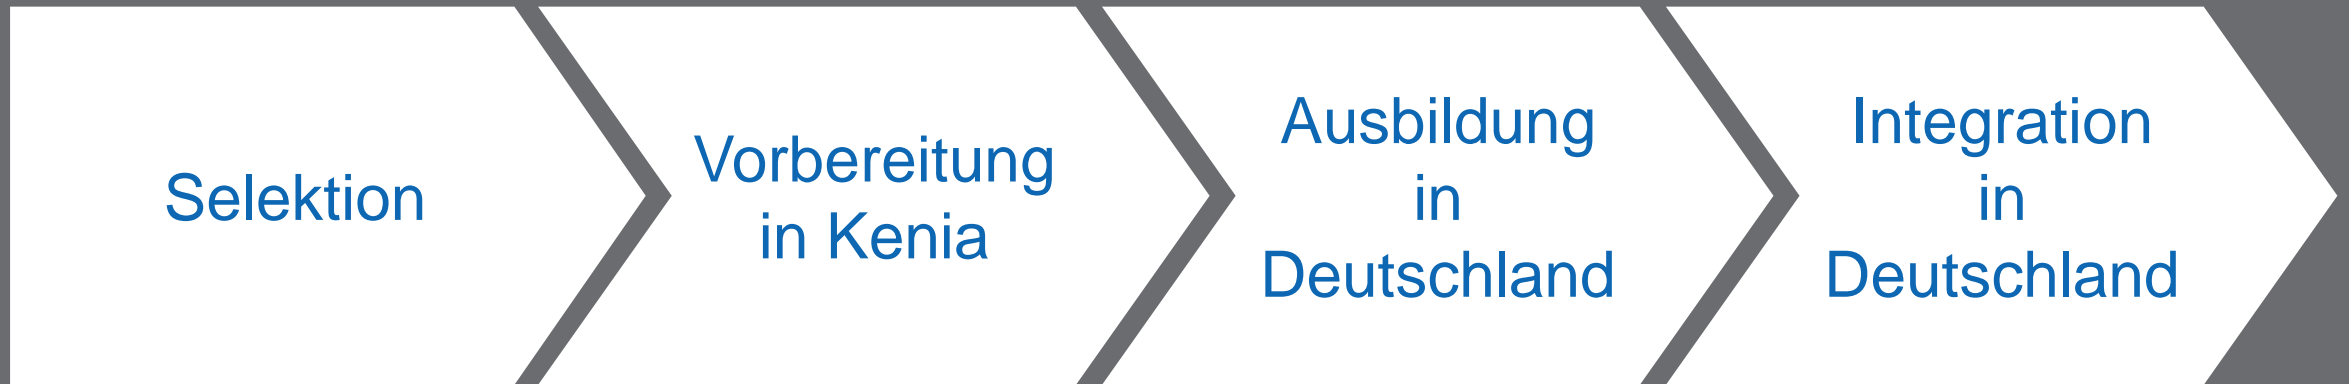 Selektion
Vorbereitung
in Kenia
Ausbildung
in
Deutschland
Integration
in
Deutschland